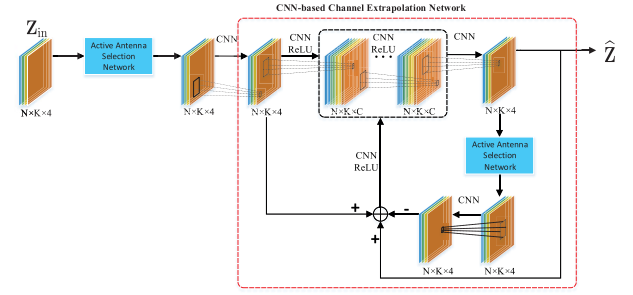 CNN-based Channel Extrapolation Network
Z_in
Active Antenna
Selection
Network
CNN
CNN
ReLU
CNN
ReLU
...
CNN
Ẑ
N×K×4
N×K×4
N×K×4
N×K×C
N×K×C
N×K×4
CNN
ReLU
Active Antenna
Selection
Network
CNN
+
-
+
N×K×4
N×K×4